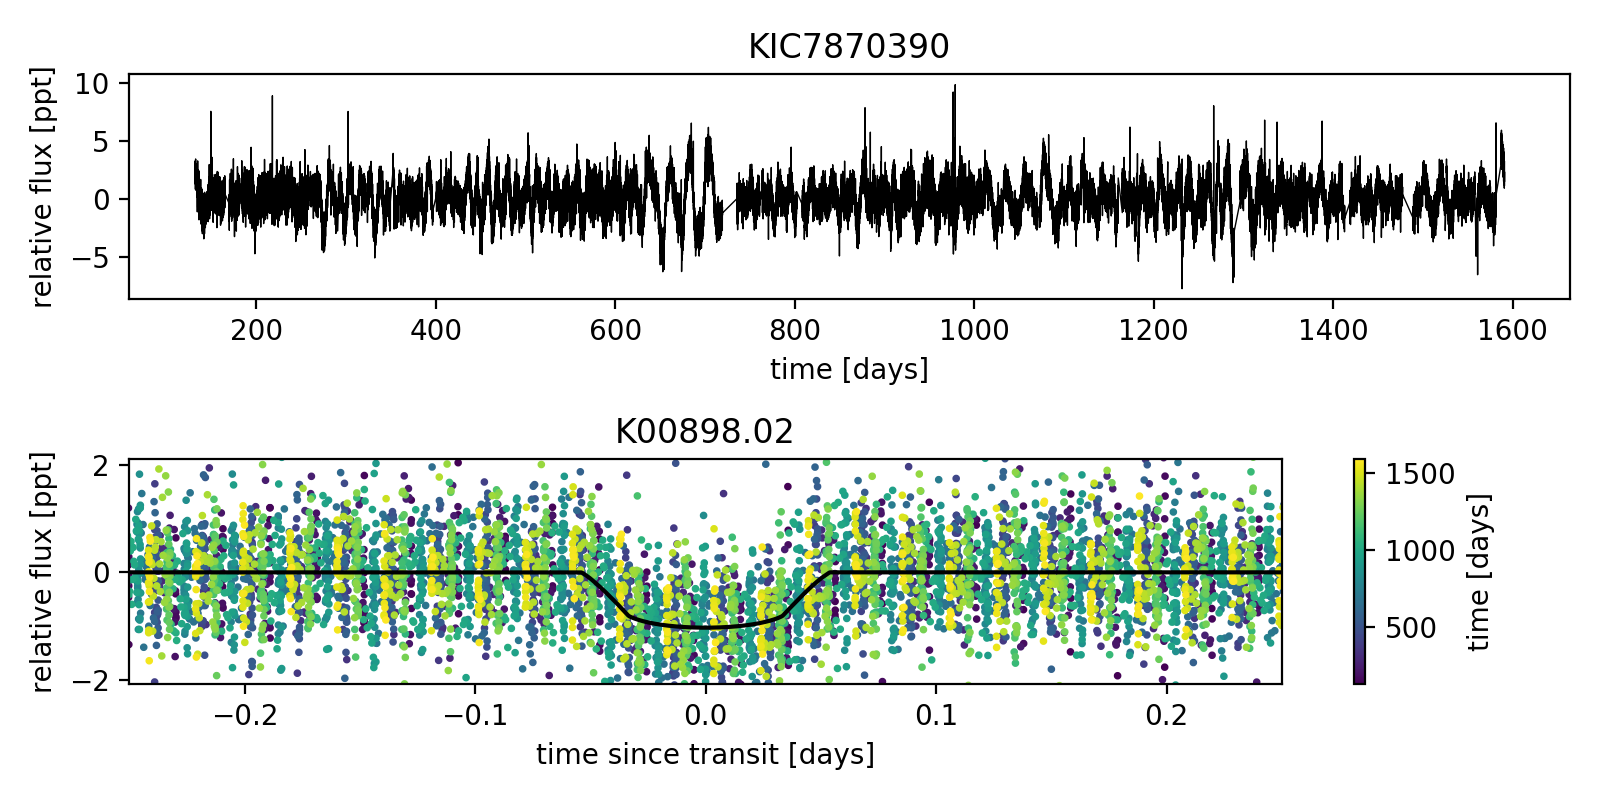 KIC7870390
relative flux [ppt]
10
5
0
−5
200 400 600 800 1000 1200 1400 1600
time [days]
K00898.02
relative flux [ppt]
2
0
−2
−0.2 −0.1 0.0 0.1 0.2
time since transit [days]
1500
1000
500
time [days]